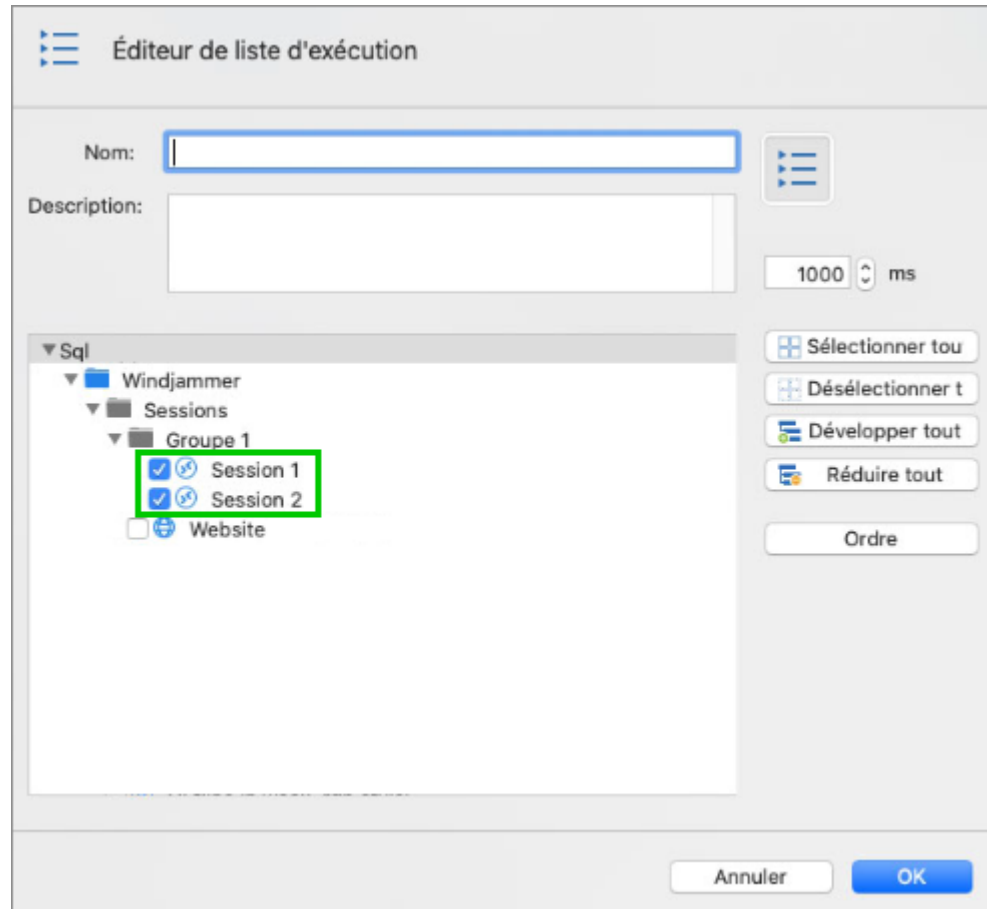 Éditeur de liste d'exécution
Nom:
Description:
1000 ms
Sql
Windjammer
Sessions
Groupe 1
Session 1
Session 2
Website
Sélectionner tou
Désélectionner t
Développer tout
Réduire tout
Ordre
Annuler
OK